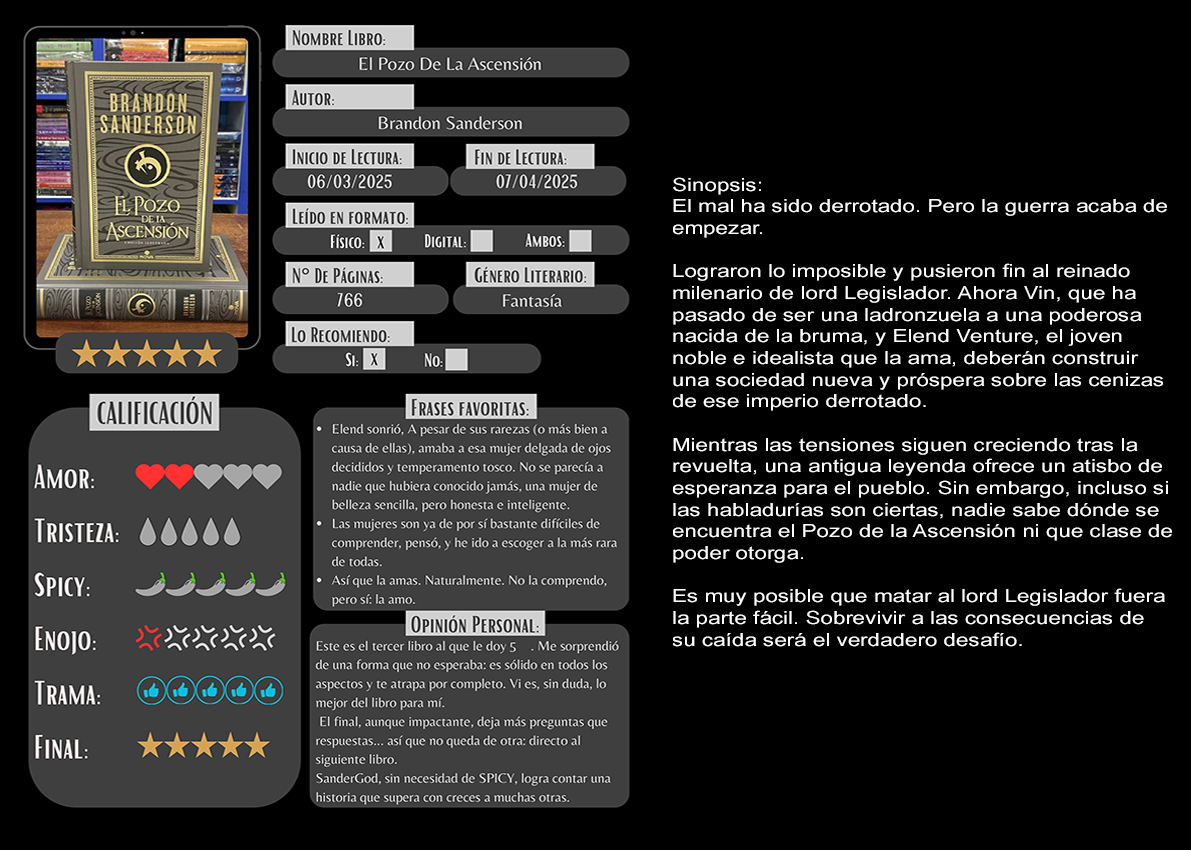 BRANDON
SANDERSON
EL POZO
DE LA
ASCENSIÓN
NOVA
NOMBRE LIBRO:
El Pozo De La Ascensión
AUTOR:
Brandon Sanderson
INICIO DE LECTURA:
06/03/2025
FIN DE LECTURA:
07/04/2025
LEÍDO EN FORMATO:
FÍSICO: X DIGITAL: AMBOS:
N° DE PÁGINAS:
766
GÉNERO LITERARIO:
Fantasía
LO RECOMIENDO:
SI: X NO:
CALIFICACIÓN
AMOR:
TRISTEZA:
SPICY:
ENOJO:
TRAMA:
FINAL:
FRASES FAVORITAS:
• Elend sonrió, A pesar de sus rarezas (o más bien a
causa de ellas), amaba a esa mujer delgada de ojos
decididos y temperamento tosco. No se parecía a
nadie que hubiera conocido jamás, una mujer de
belleza sencilla, pero honesta e inteligente.
• Las mujeres son ya de por sí bastante difíciles de
comprender, pensó, y he ido a escoger a la más rara
de todas.
• Así que la amas. Naturalmente. No la comprendo,
pero sí: la amo.
OPINIÓN PERSONAL:
Este es el tercer libro al que le doy 5 . Me sorprendió
de una forma que no esperaba: es sólido en todos los
aspectos y te atrapa por completo. Vi es, sin duda, lo
mejor del libro para mí.
El final, aunque impactante, deja más preguntas que
respuestas... así que no queda de otra: directo al
siguiente libro.
SanderGod, sin necesidad de SPICY, logra contar una
historia que supera con creces a muchas otras.
Sinopsis:
El mal ha sido derrotado. Pero la guerra acaba de
empezar.
Lograron lo imposible y pusieron fin al reinado
milenario de lord Legislador. Ahora Vin, que ha
pasado de ser una ladronzuela a una poderosa
nacida de la bruma, y Elend Venture, el joven
noble e idealista que la ama, deberán construir
una sociedad nueva y próspera sobre las cenizas
de ese imperio derrotado.
Mientras las tensiones siguen creciendo tras la
revuelta, una antigua leyenda ofrece un atisbo de
esperanza para el pueblo. Sin embargo, incluso si
las habladurías son ciertas, nadie sabe dónde se
encuentra el Pozo de la Ascensión ni que clase de
poder otorga.
Es muy posible que matar al lord Legislador fuera
la parte fácil. Sobrevivir a las consecuencias de
su caída será el verdadero desafío.